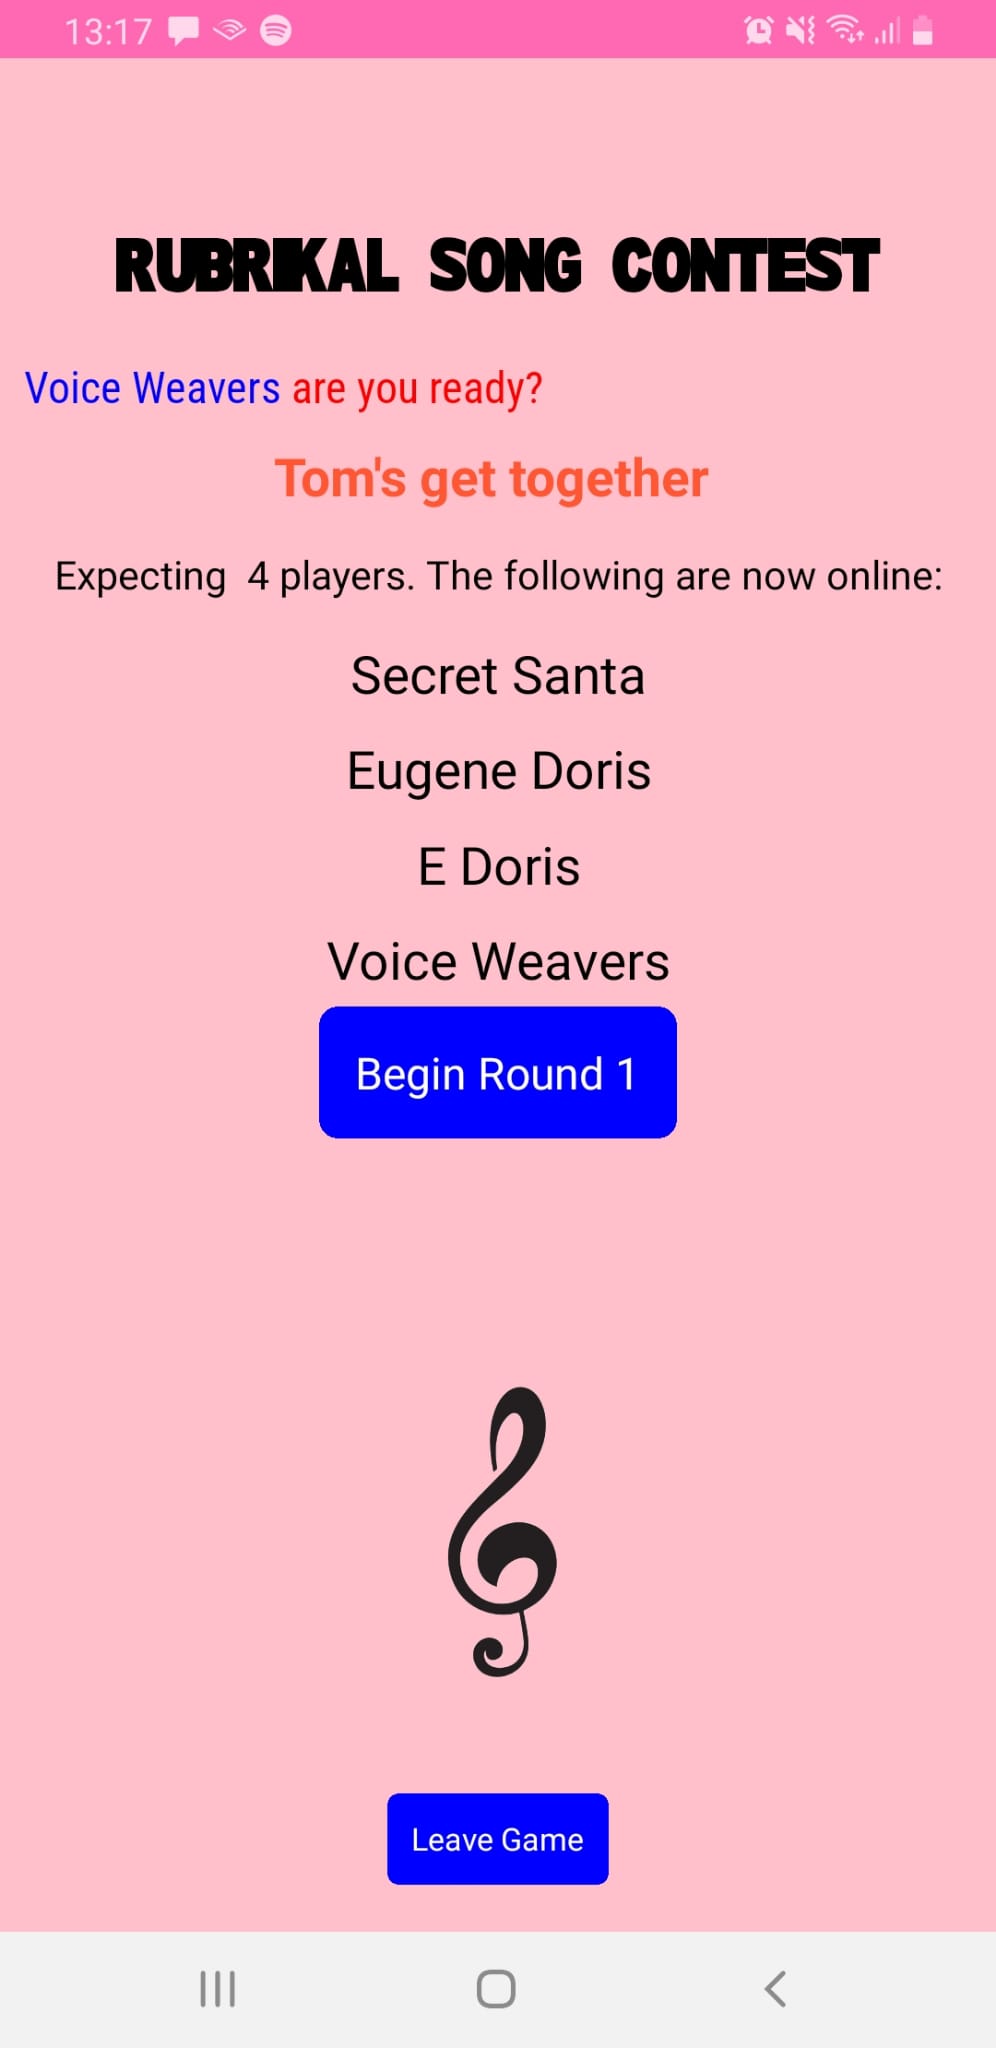 13:17
RUBRIKAL SONG CONTEST
Voice Weavers are you ready?
Tom's get together
Expecting  4 players. The following are now online:
Secret Santa
Eugene Doris
E Doris
Voice Weavers
Begin Round 1
Leave Game